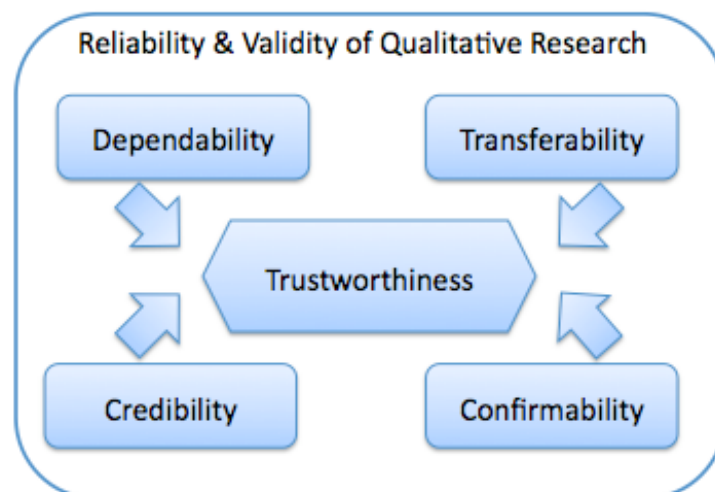 Reliability & Validity of Qualitative Research
Dependability
Transferability
Trustworthiness
Credibility
Confirmability